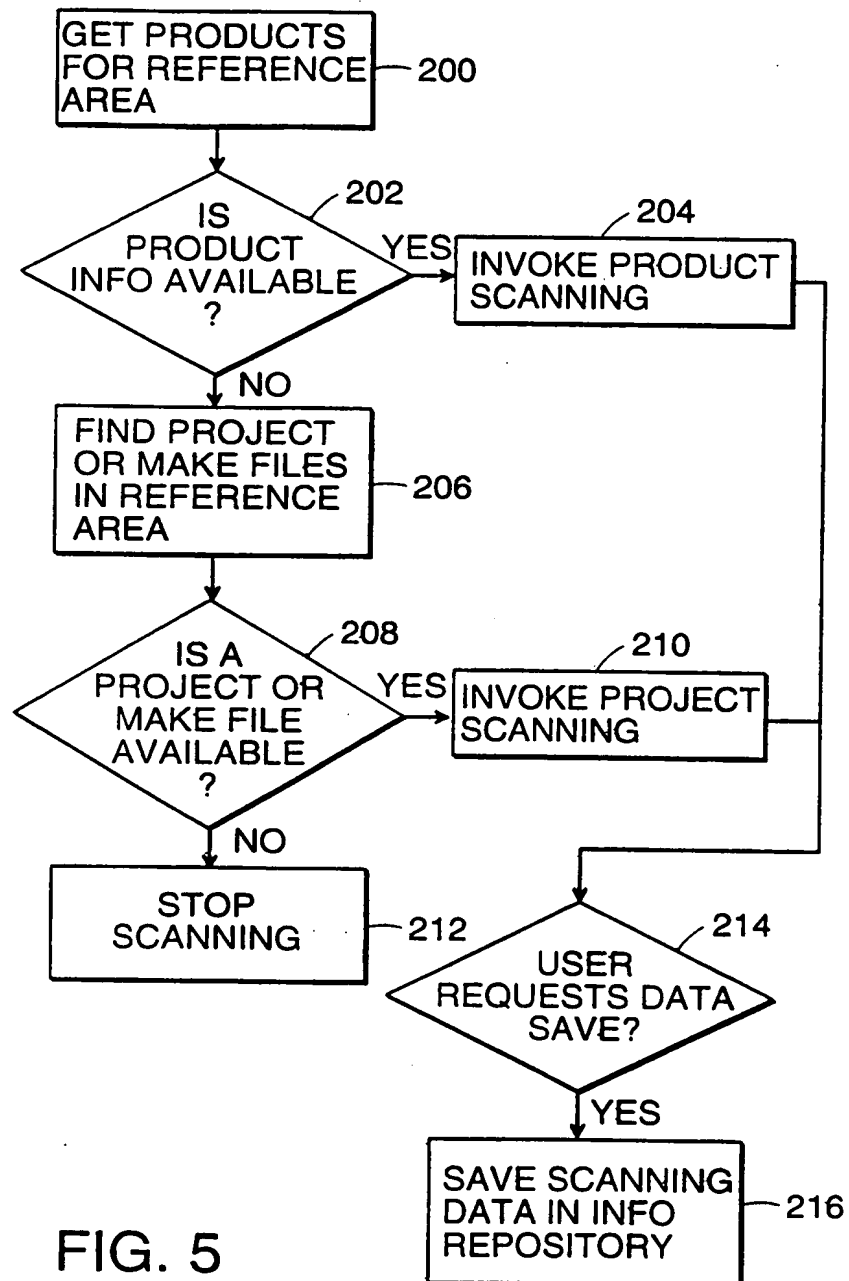 GET PRODUCTS
FOR REFERENCE
AREA
200
IS
PRODUCT
INFO AVAILABLE
?
202
YES
204
INVOKE PRODUCT
SCANNING
NO
FIND PROJECT
OR MAKE FILES
IN REFERENCE
AREA
206
IS A
PROJECT OR
MAKE FILE
AVAILABLE
?
208
YES
210
INVOKE PROJECT
SCANNING
NO
STOP
SCANNING
212
214
USER
REQUESTS DATA
SAVE?
YES
SAVE SCANNING
DATA IN INFO
REPOSITORY
216
FIG. 5